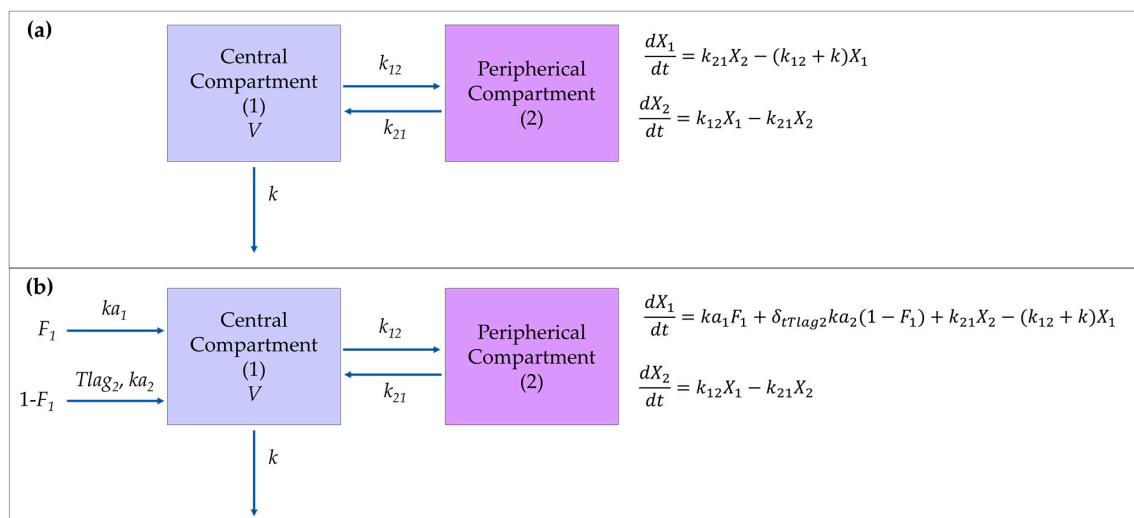 (a)
Central
Compartment
(1)
V
k12
k21
Peripherical
Compartment
(2)
k
dX1/dt = k21X2 − (k12 + k)X1
dX2/dt = k12X1 − k21X2
(b)
F1
ka1
1-F1
Tlag2, ka2
Central
Compartment
(1)
V
k12
k21
Peripherical
Compartment
(2)
k
dX1/dt = ka1F1 + δtTlag2ka2(1 − F1) + k21X2 − (k12 + k)X1
dX2/dt = k12X1 − k21X2